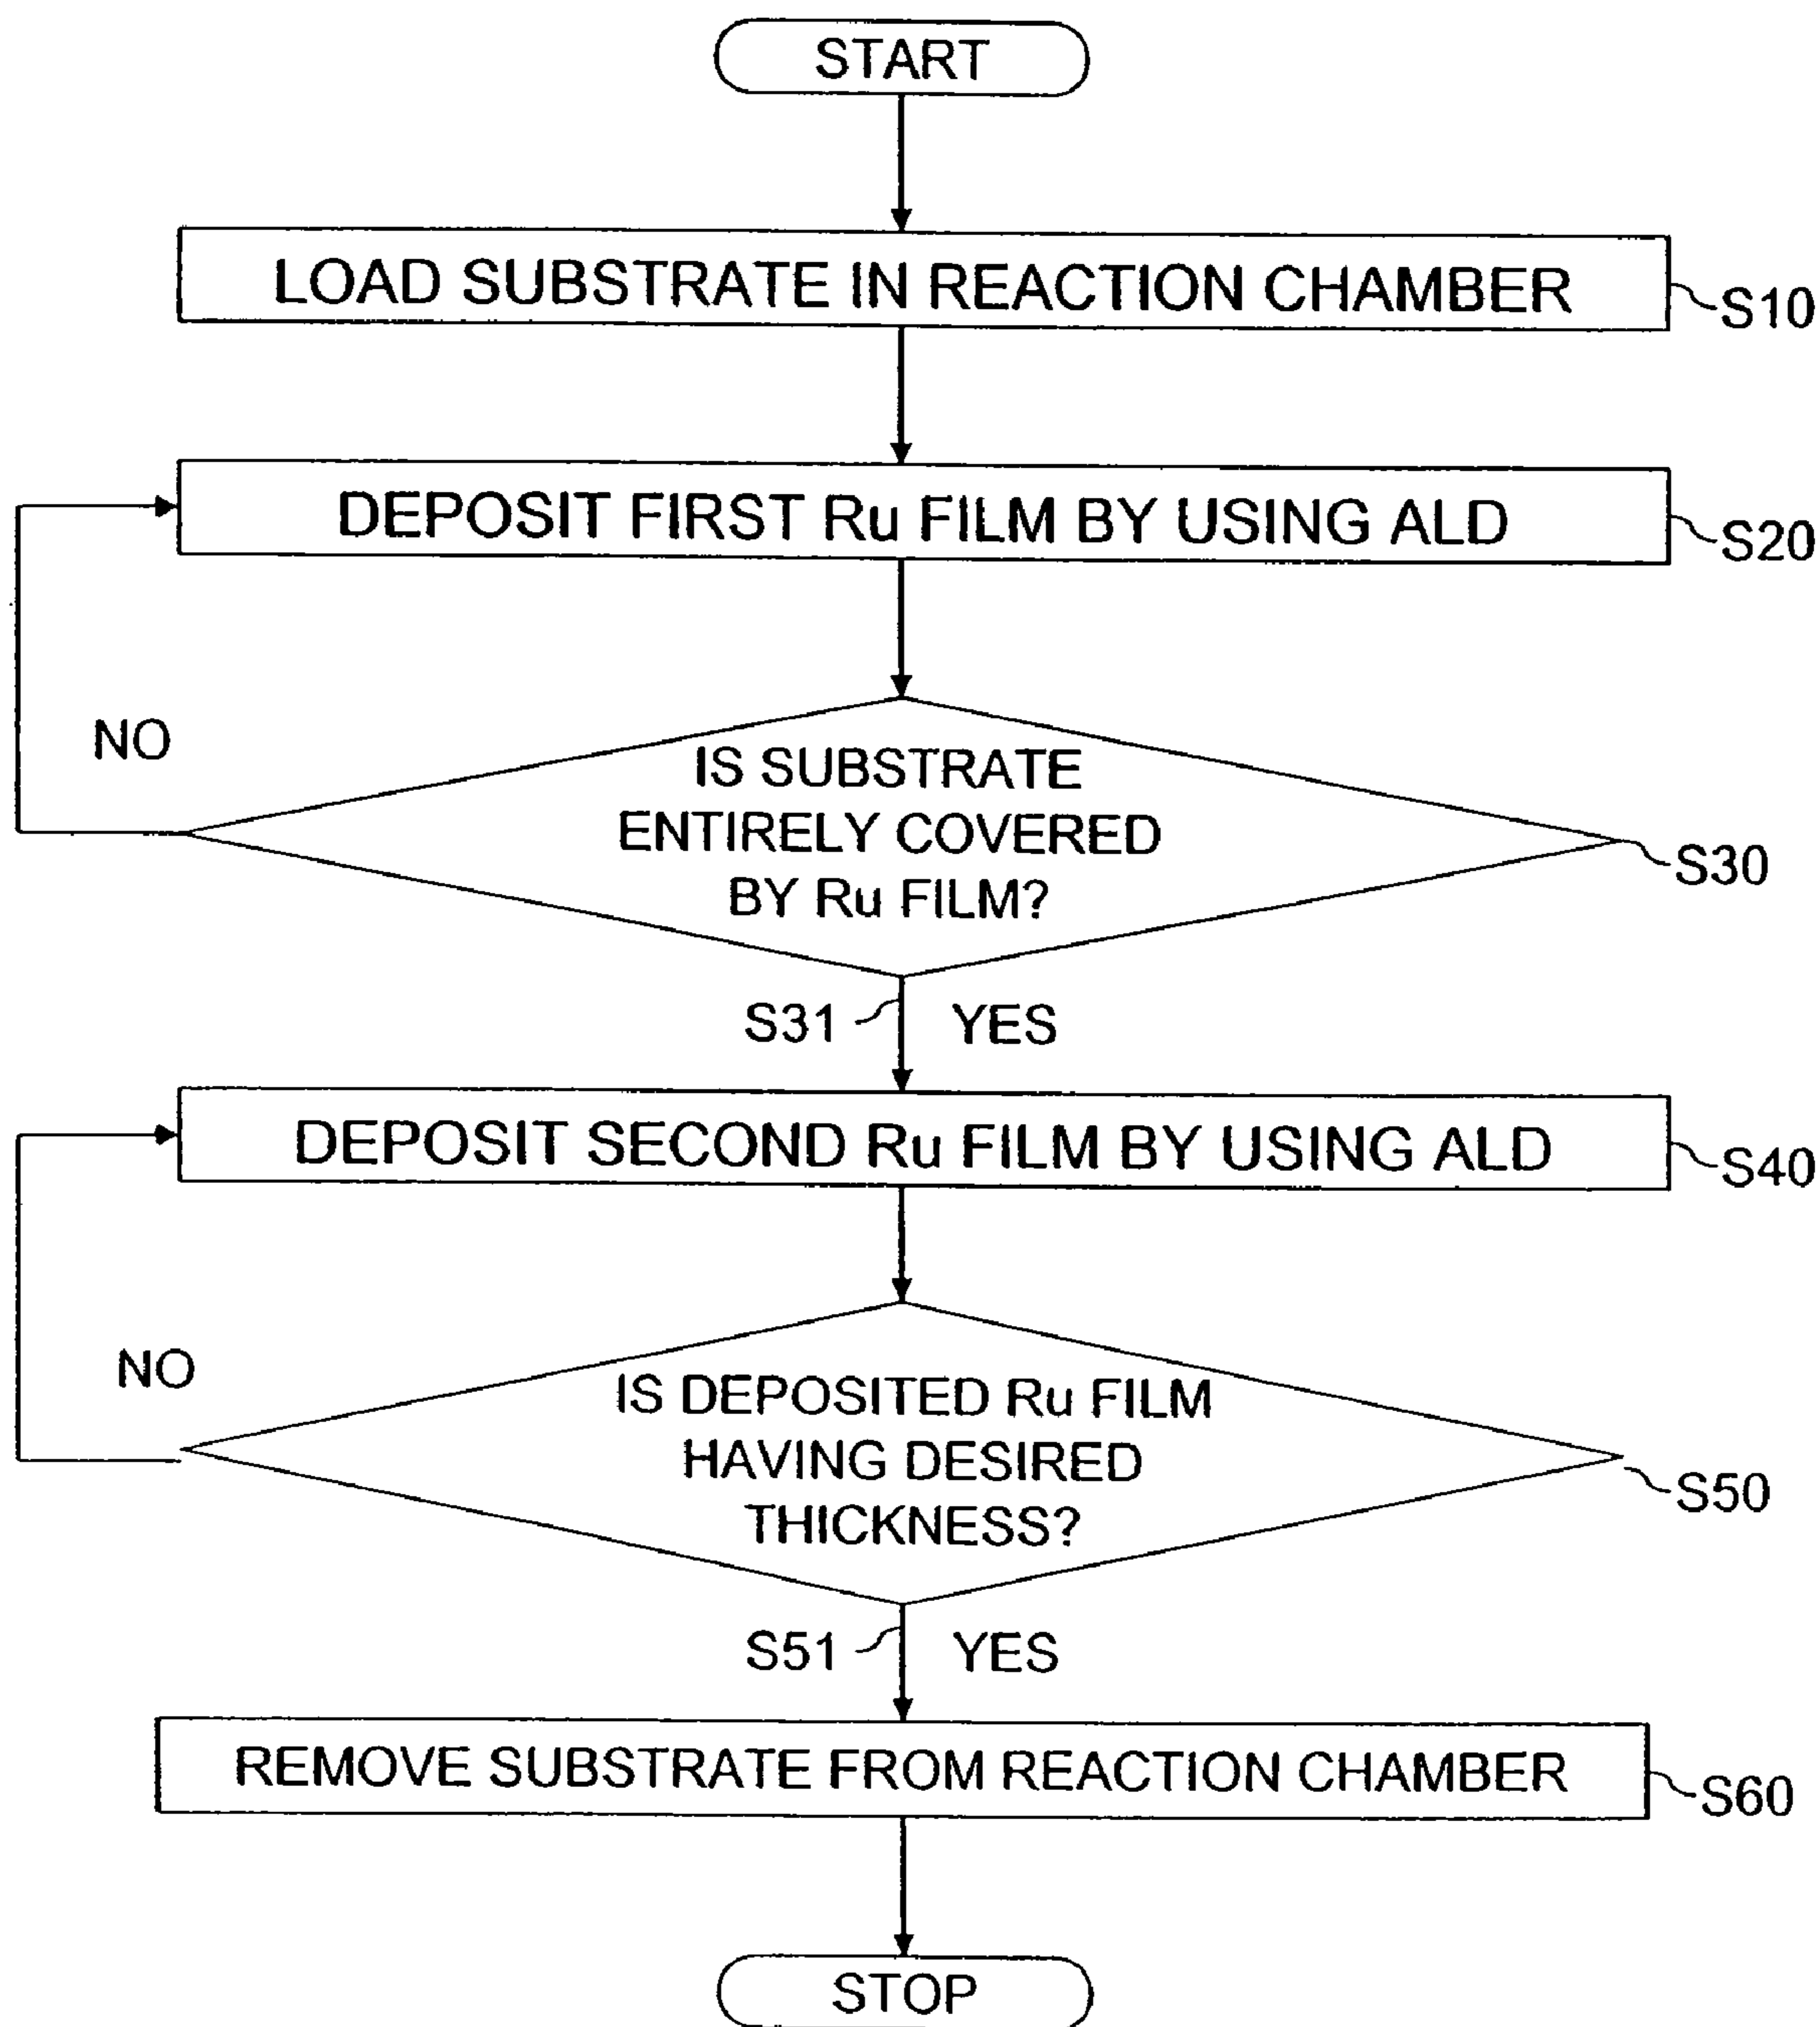 START
LOAD SUBSTRATE IN REACTION CHAMBER
S10
DEPOSIT FIRST Ru FILM BY USING ALD
S20
NO
IS SUBSTRATE
ENTIRELY COVERED
BY Ru FILM?
S30
S31
YES
DEPOSIT SECOND Ru FILM BY USING ALD
S40
NO
IS DEPOSITED Ru FILM
HAVING DESIRED
THICKNESS?
S50
S51
YES
REMOVE SUBSTRATE FROM REACTION CHAMBER
S60
STOP